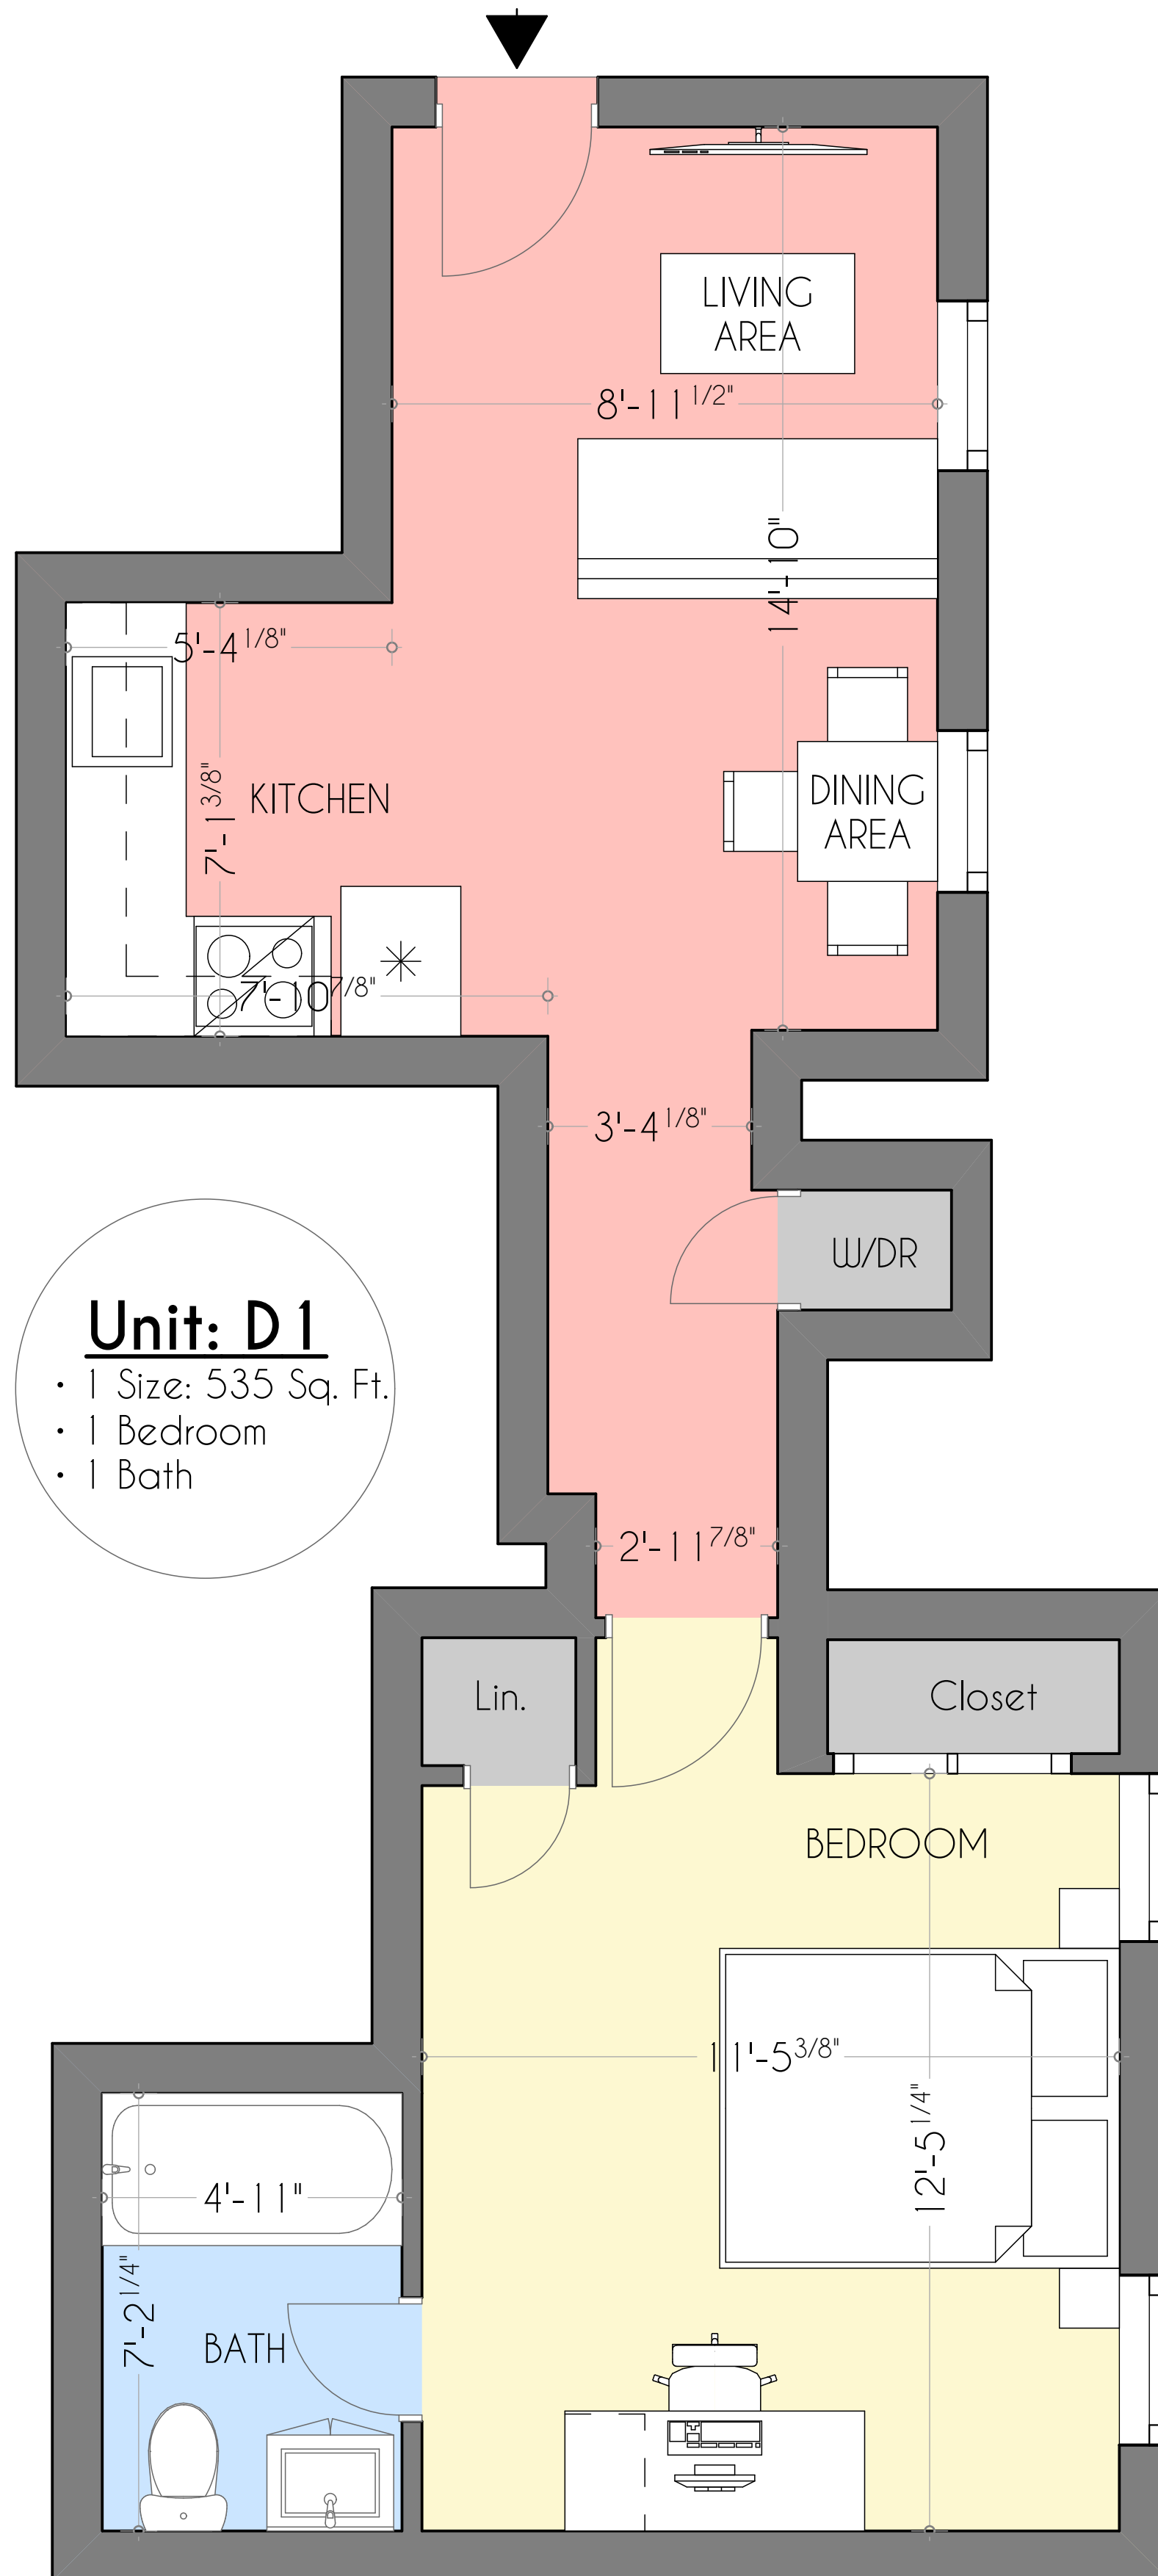 LIVING
AREA
8'-11 1/2"
14'-10"
5'-4 1/8"
7'-1 3/8"
KITCHEN
DINING
AREA
7'-10 7/8"
3'-4 1/8"
W/DR
Unit: D1
• 1 Size: 535 Sq. Ft.
• 1 Bedroom
• 1 Bath
2'-11 7/8"
Lin.
Closet
BEDROOM
11'-5 3/8"
12'-5 1/4"
4'-11"
7'-2 1/4"
BATH